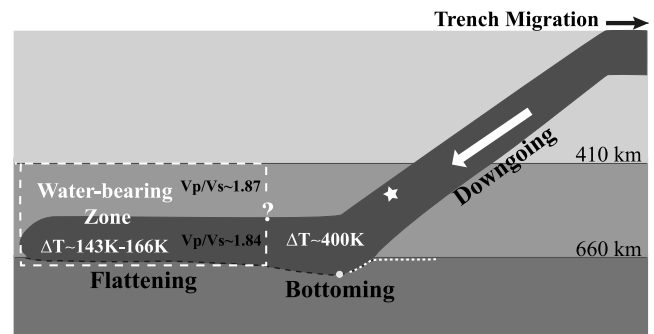 Trench Migration
410 km
Downgoing
Water-bearing
Zone
Vp/Vs~1.87
?
ΔT~143K-166K
Vp/Vs~1.84
ΔT~400K
660 km
Flattening
Bottoming